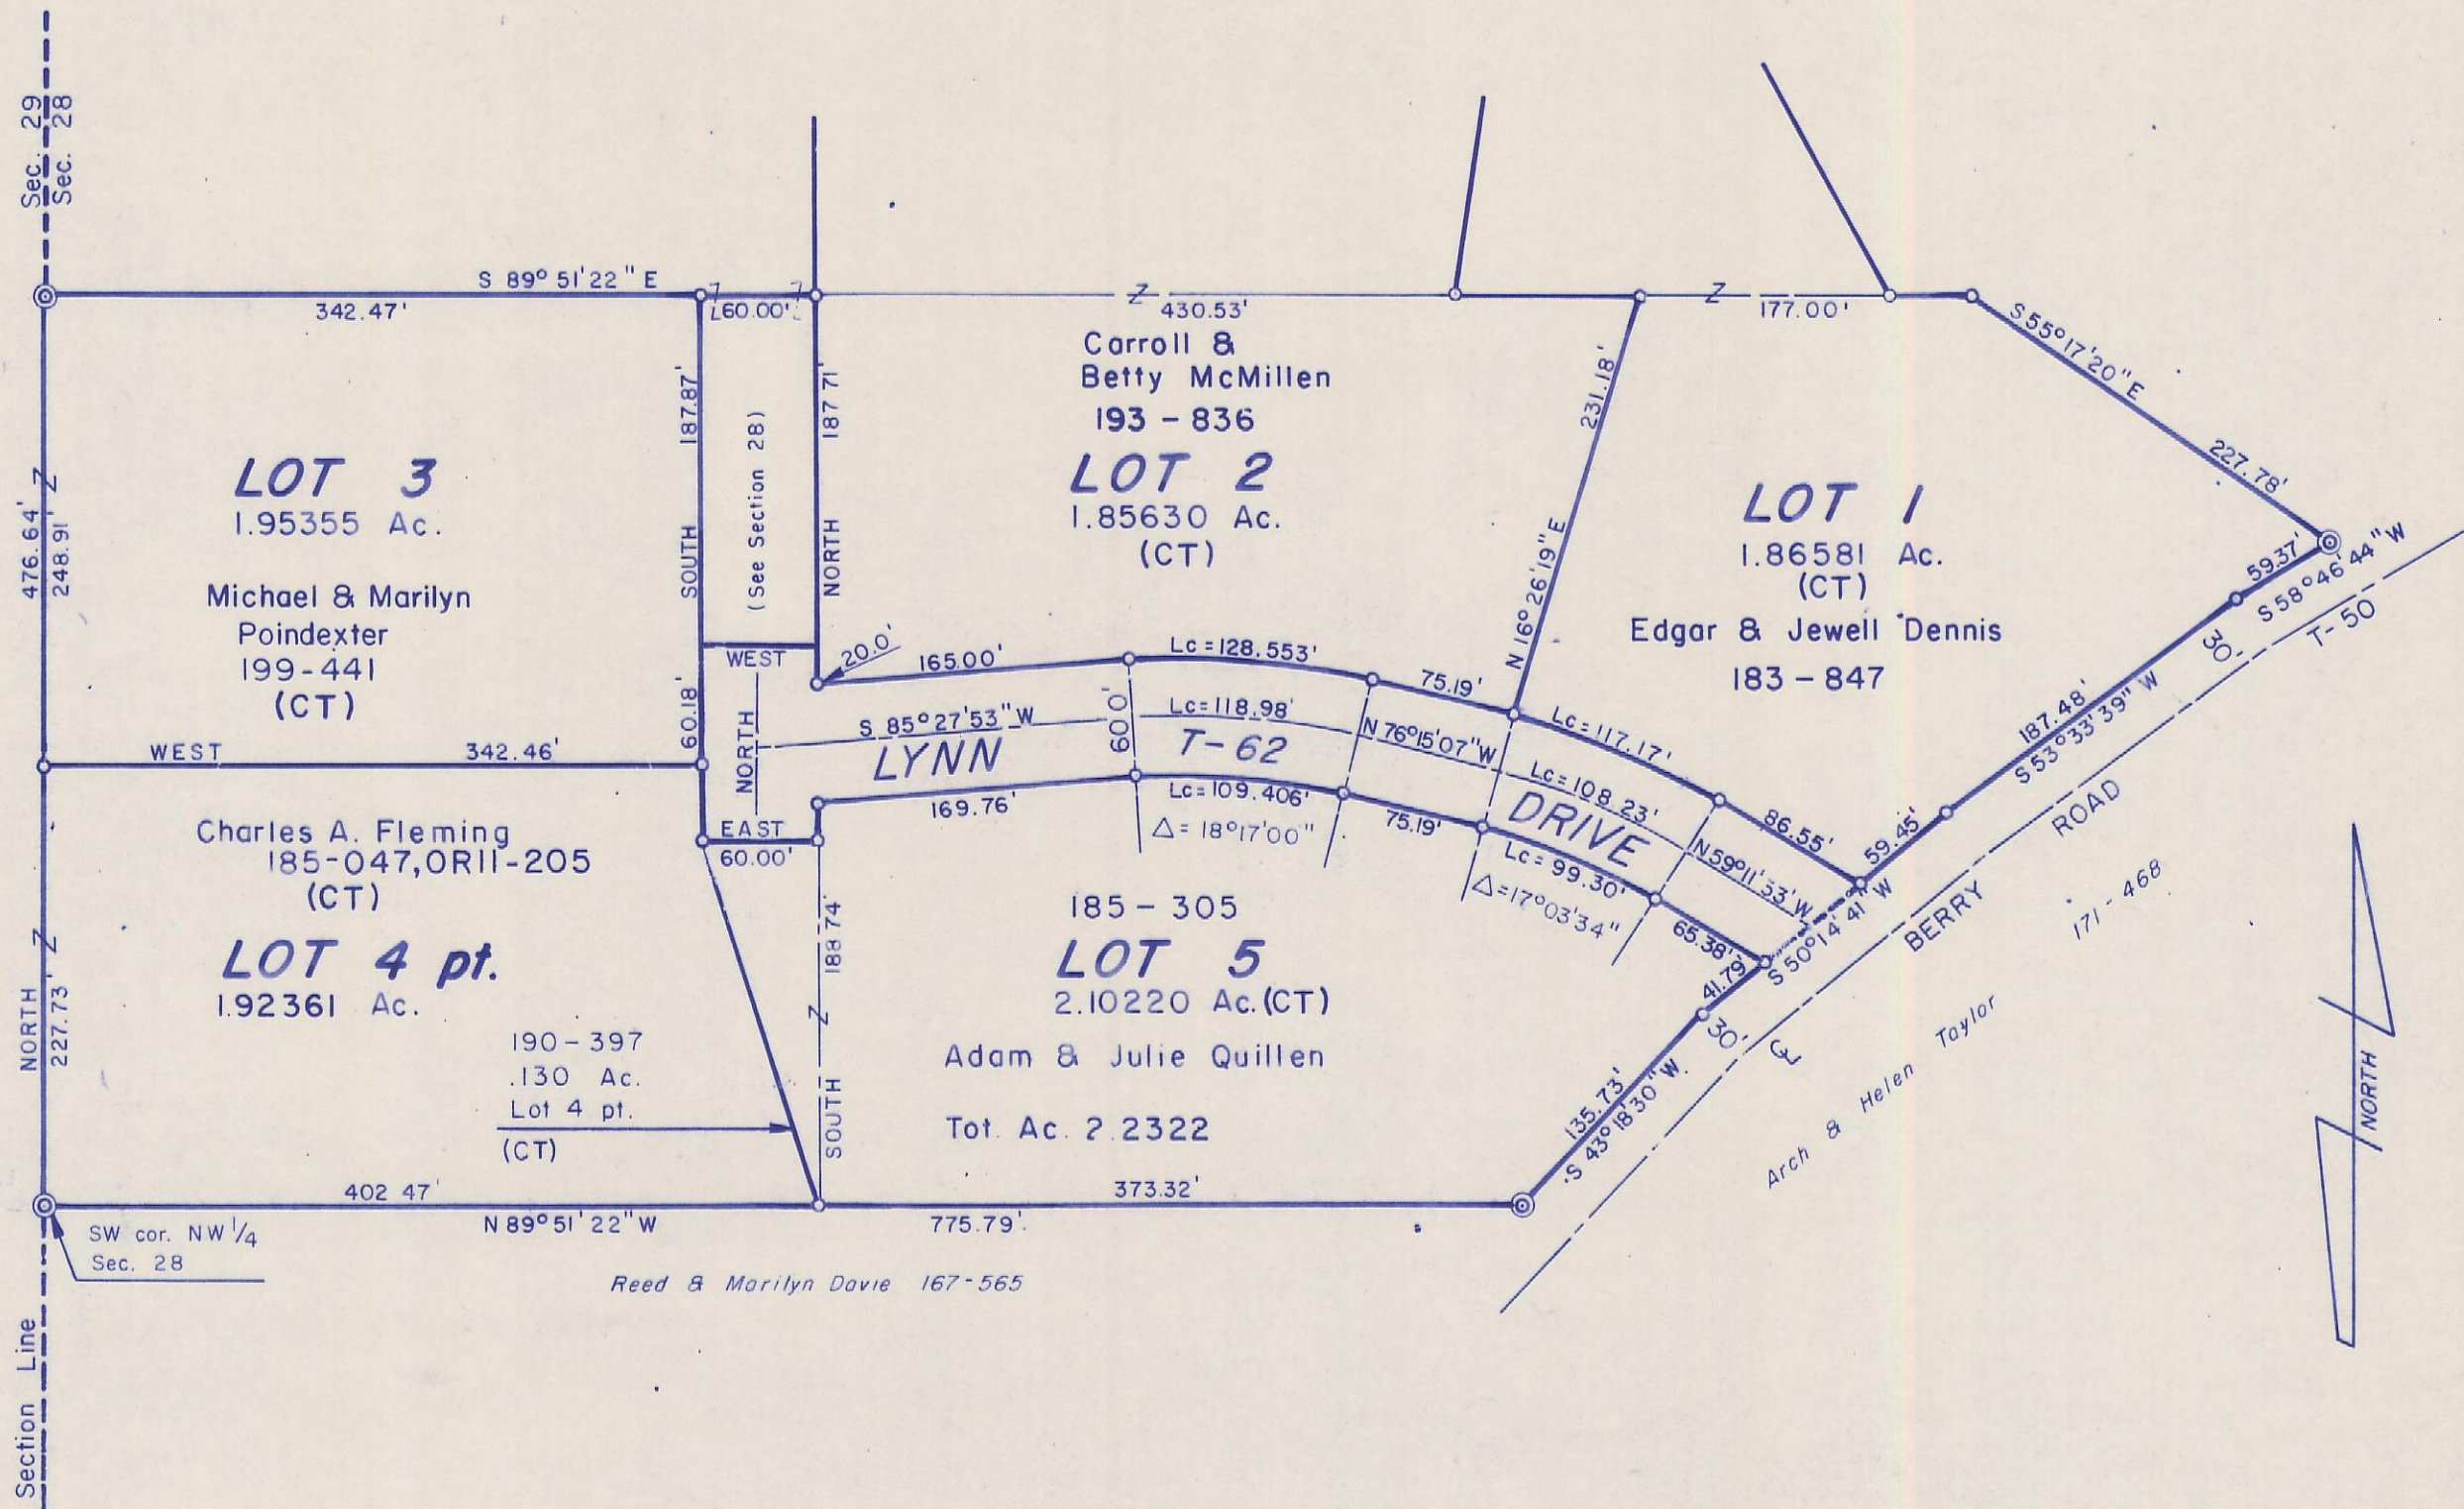 Sec. 29
Sec. 28
S 89° 51' 22" E
342.47'
60.00'
Z
430.53'
Z
177.00'
S 55° 17' 20" E
227.78'
Carroll &
Betty McMillen
193 - 836
LOT 2
1.85630 Ac.
(CT)
187.87'
SOUTH
(See Section 28)
187 71'
NORTH
231.18'
N 16° 26' 19" E
LOT 3
1.95355 Ac.
Michael & Marilyn
Poindexter
199-441
(CT)
Z
476.64'
248.91'
LOT 1
1.86581 Ac.
(CT)
Edgar & Jewell Dennis
183 - 847
59.37'
S 58° 46' 44" W
T-50
30'
187.48'
S 53° 33' 39" W
WEST
20.0'
165.00'
Lc = 128.553'
75.19'
Lc = 117.17'
86.55'
59.45'
60.18'
NORTH
S 85° 27' 53" W
60.0'
Lc = 118.98'
N 76° 15' 07" W
Lc = 108.23'
N 59° 11' 53' W
LYNN
T-62
DRIVE
WEST
342.46'
169.76'
Lc = 109.406'
75.19'
Lc = 99.30'
65.38'
Δ = 18° 17' 00"
Δ = 17° 03' 34"
EAST
60.00'
S 50° 14' 41" W
BERRY ROAD
171 - 468
Charles A. Fleming
185-047, OR11-205
(CT)
LOT 4 pt.
1.92361 Ac.
Z
NORTH
227.73'
190 - 397
.130 Ac.
Lot 4 pt.
(CT)
188 74'
Z
SOUTH
185 - 305
LOT 5
2.10220 Ac. (CT)
Adam & Julie Quillen
Tot. Ac. 2.2322
41.79'
30'
℄
135.73'
S 43° 18' 30" W
Arch & Helen Taylor
NORTH
402 47'
N 89° 51' 22" W
373.32'
775.79'
SW cor. NW 1/4
Sec. 28
Reed & Marilyn Davie 167-565
Section Line